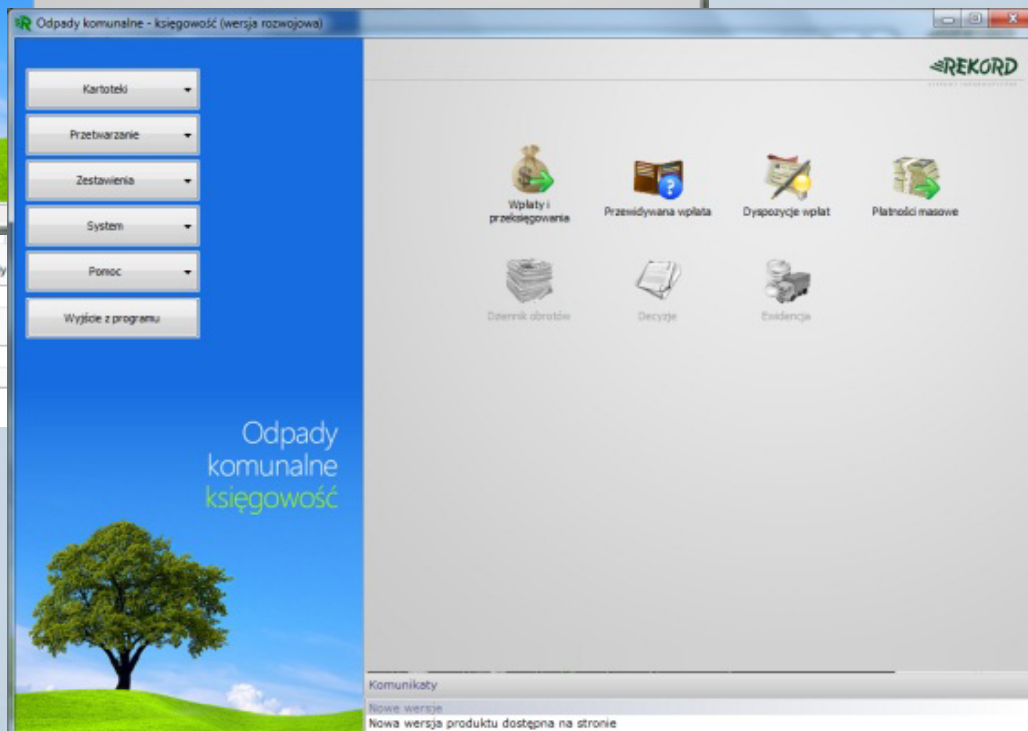 Odpady komunalne - księgowość (wersja rozwojowa)
REKORD
Kartoteki
Przetwarzanie
Zestawienia
System
Pomoc
Wyjście z programu
Wpłaty i
przeksięgowania
Przewidywana wpłata
Dyspozycje wpłat
Płatności masowe
Dziennik obrotów
Decyzje
Ewidencja
Odpady
komunalne
księgowość
Komunikaty
Nowe wersje
Nowa wersja produktu dostępna na stronie